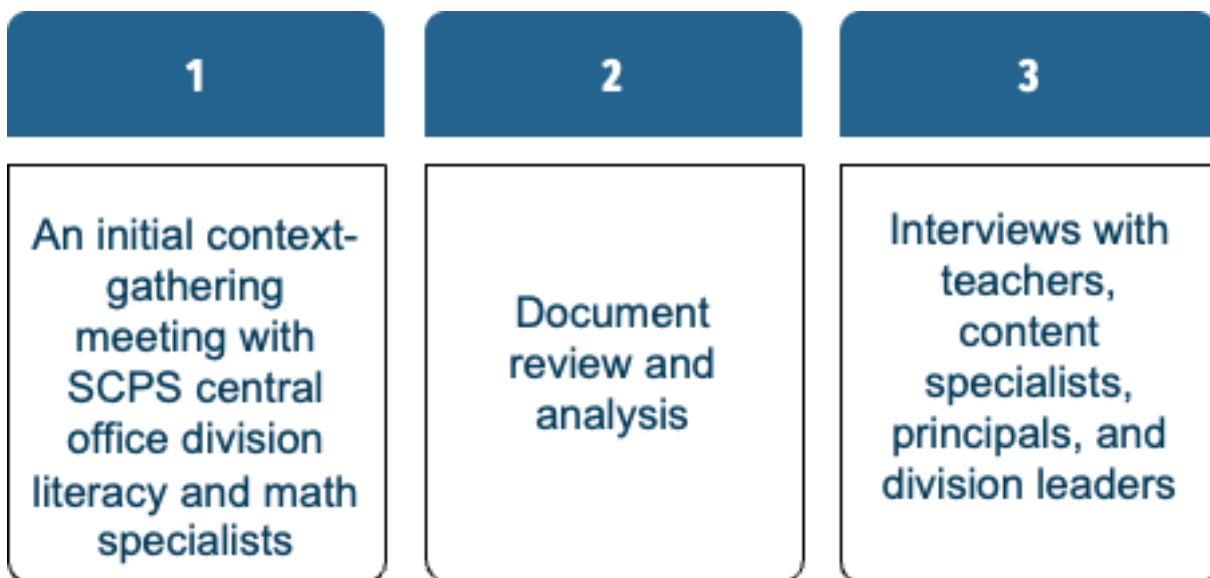 1
An initial context-
gathering
meeting with
SCPS central
office division
literacy and math
specialists
2
Document
review and
analysis
3
Interviews with
teachers,
content
specialists,
principals, and
division leaders